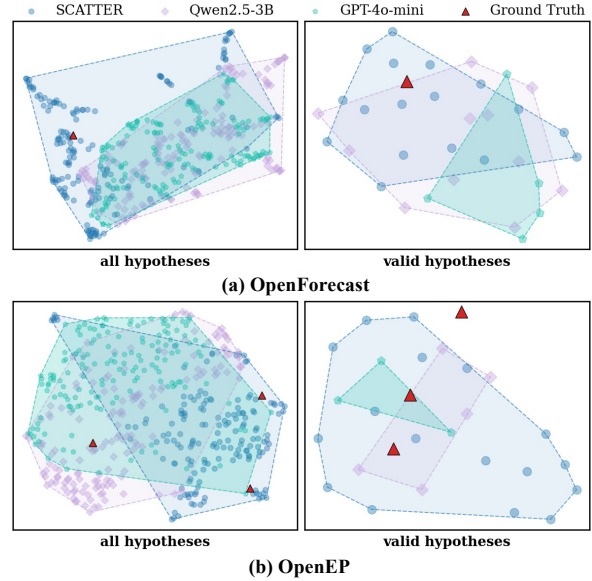 SCATTER Qwen2.5-3B GPT-4o-mini Ground Truth
all hypotheses valid hypotheses
(a) OpenForecast
all hypotheses valid hypotheses
(b) OpenEP